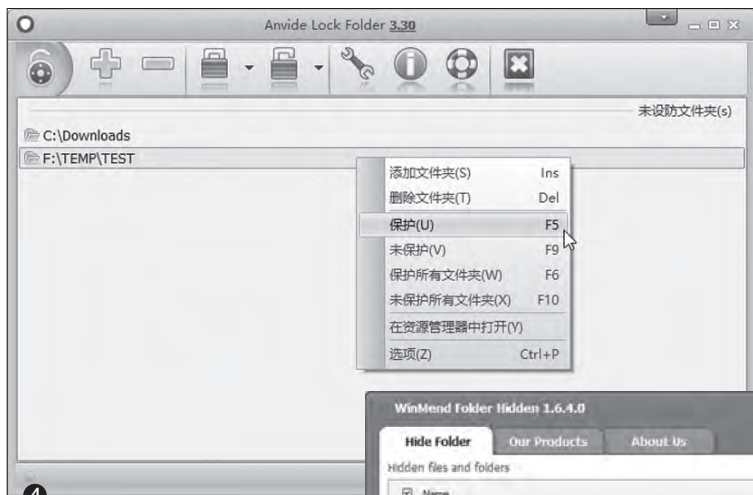 Anvide Lock Folder 3.30
未设防文件夹(s)
C:\Downloads
F:\TEMP\TEST
添加文件夹(S) Ins
删除文件夹(T) Del
保护(U) F5
未保护(V) F9
保护所有文件夹(W) F6
未保护所有文件夹(X) F10
在资源管理器中打开(Y)
选项(Z) Ctrl+P
WinMend Folder Hidden 1.6.4.0
Hide Folder Our Products About Us
Hidden files and folders
Name
4